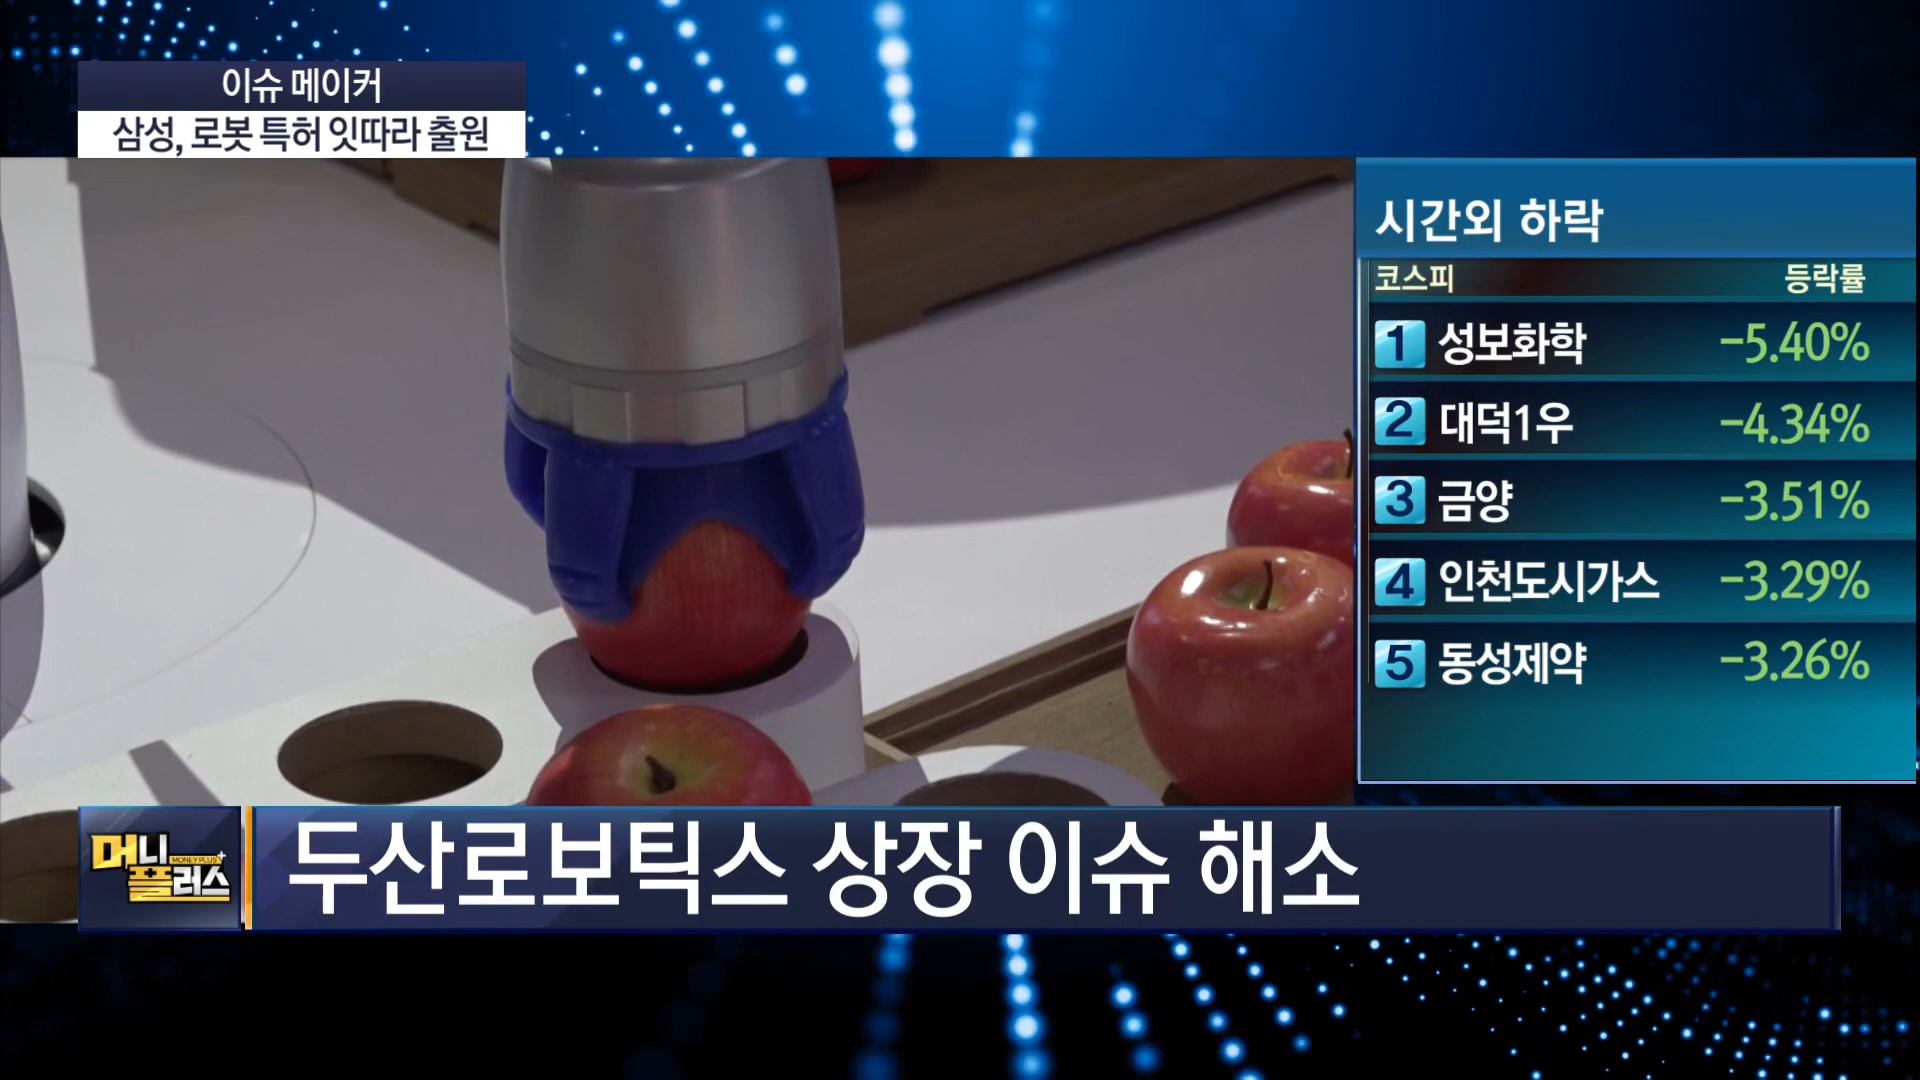 이슈 메이커
삼성, 로봇 특허 잇따라 출원
시간외 하락
코스피 등락률
1 성보화학 -5.40%
2 대덕1우 -4.34%
3 금양 -3.51%
4 인천도시가스 -3.29%
5 동성제약 -3.26%
머니
MONEY PLUS+
플러스
두산로보틱스 상장 이슈 해소